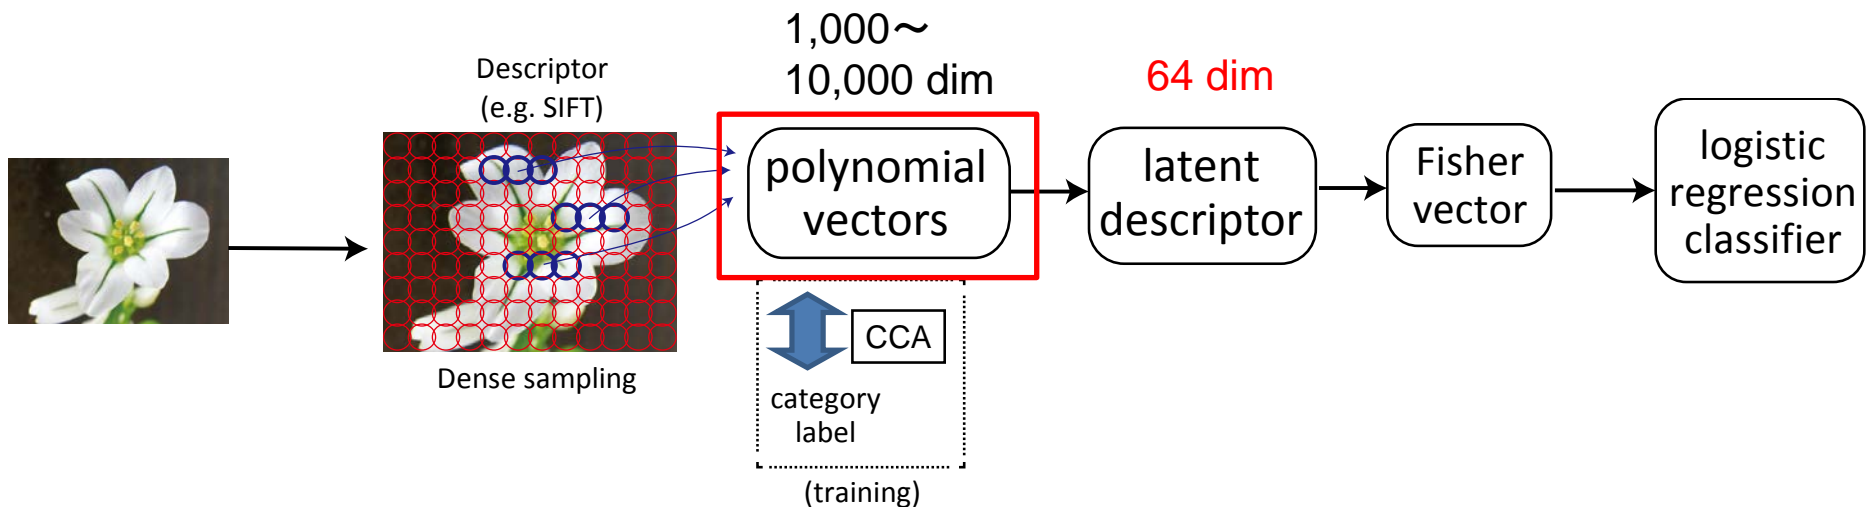 Descriptor
(e.g. SIFT)
Dense sampling
1,000～
10,000 dim
polynomial
vectors
CCA
category
label
(training)
64 dim
latent
descriptor
Fisher
vector
logistic
regression
classifier